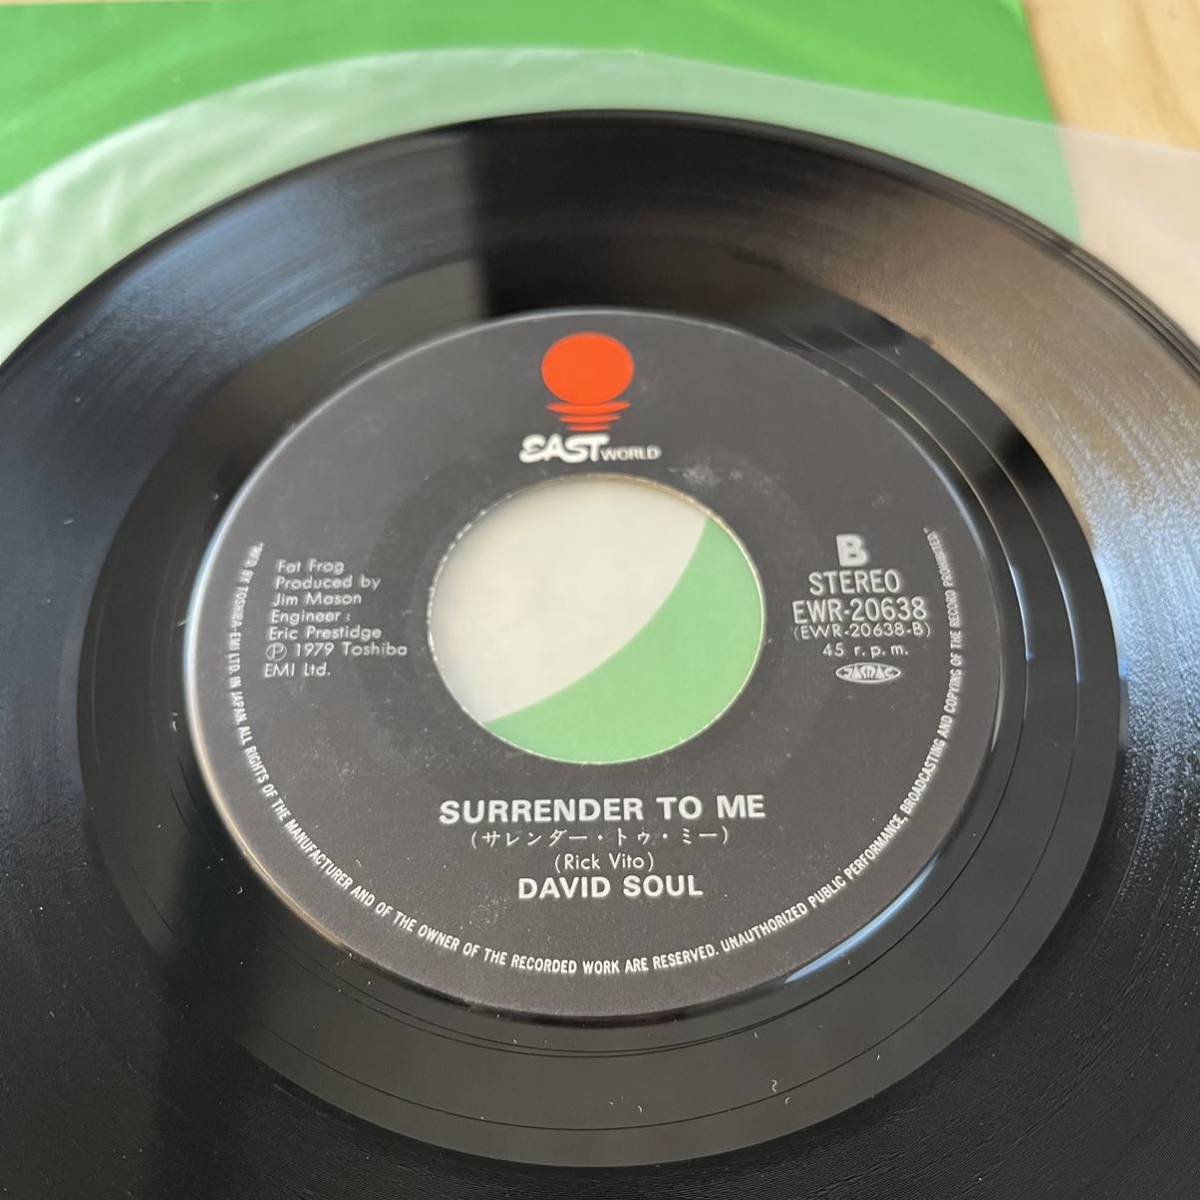 EAST WORLD
Fat Frog
Produced by
Jim Mason
Engineer :
Eric Prestidge
Ⓟ 1979 Toshiba
EMI Ltd.
B
STEREO
EWR-20638
(EWR-20638-B)
45 r.p.m.
JASRAC
SURRENDER TO ME
(サレンダー・トゥ・ミー)
(Rick Vito)
DAVID SOUL
"MFD. BY TOSHIBA-EMI LTD. IN JAPAN. ALL RIGHTS OF THE MANUFACTURER AND OF THE OWNER OF THE RECORDED WORK ARE RESERVED. UNAUTHORIZED PUBLIC PERFORMANCE, BROADCASTING AND COPYING OF THE RECORD PROHIBITED."